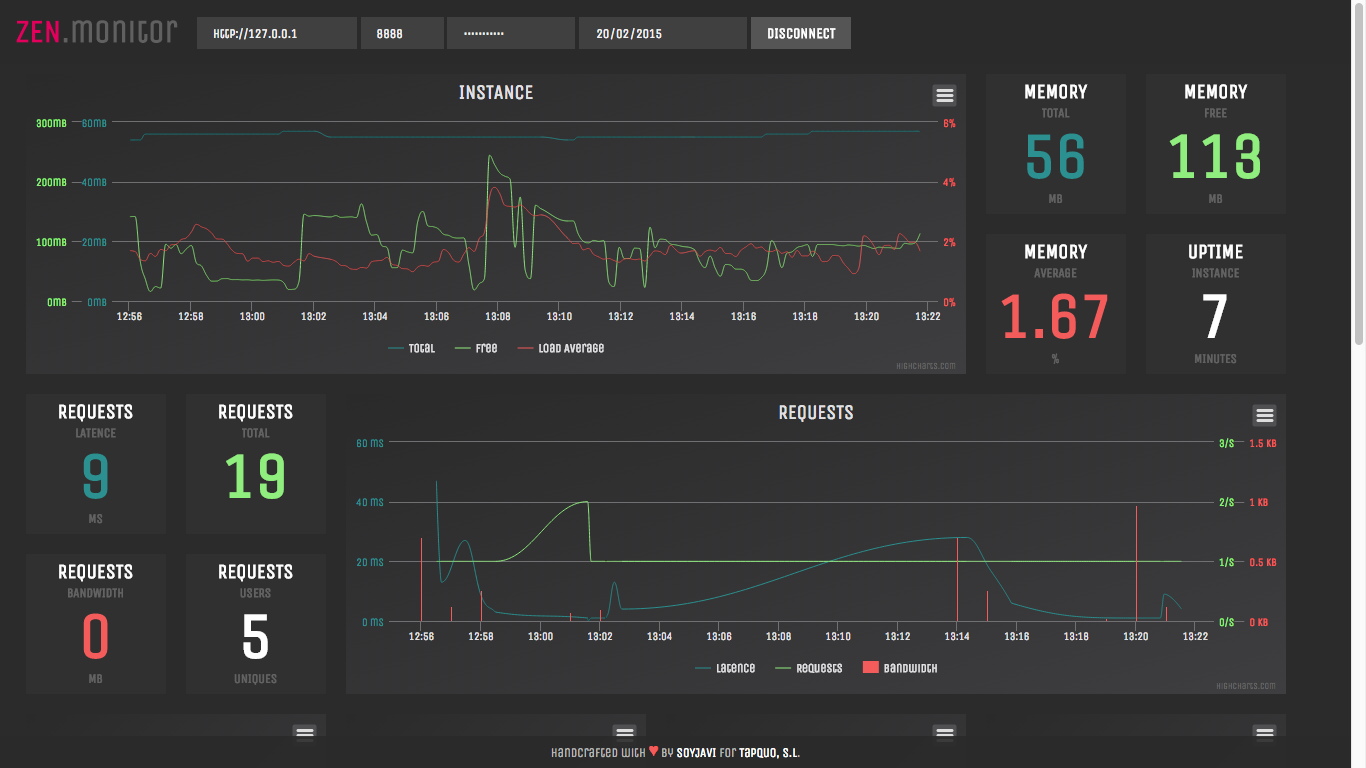 ZEN.monitor
HTTP://127.0.0.1 8888 ••••••••••• 20/02/2015 DISCONNECT
INSTANCE
300MB 80MB 6%
200MB 40MB 4%
100MB 20MB 2%
0MB 0MB 0%
12:56 12:58 13:00 13:02 13:04 13:06 13:08 13:10 13:12 13:14 13:16 13:18 13:20 13:22
Total Free Load Average
Highcharts.com
MEMORY
TOTAL
56
MB
MEMORY
FREE
113
MB
MEMORY
AVERAGE
1.67
%
UPTIME
INSTANCE
7
MINUTES
REQUESTS
LATENCE
9
MS
REQUESTS
TOTAL
19
REQUESTS
BANDWIDTH
0
MB
REQUESTS
USERS
5
UNIQUES
REQUESTS
60 ms 3/s 1.5 KB
40 ms 2/s 1 KB
20 ms 1/s 0.5 KB
0 ms 0/s 0 KB
12:56 12:58 13:00 13:02 13:04 13:06 13:08 13:10 13:12 13:14 13:16 13:18 13:20 13:22
Latence Requests Bandwidth
Highcharts.com
Handcrafted with ♥ by SOYJAVI for Tapquo, S.L.